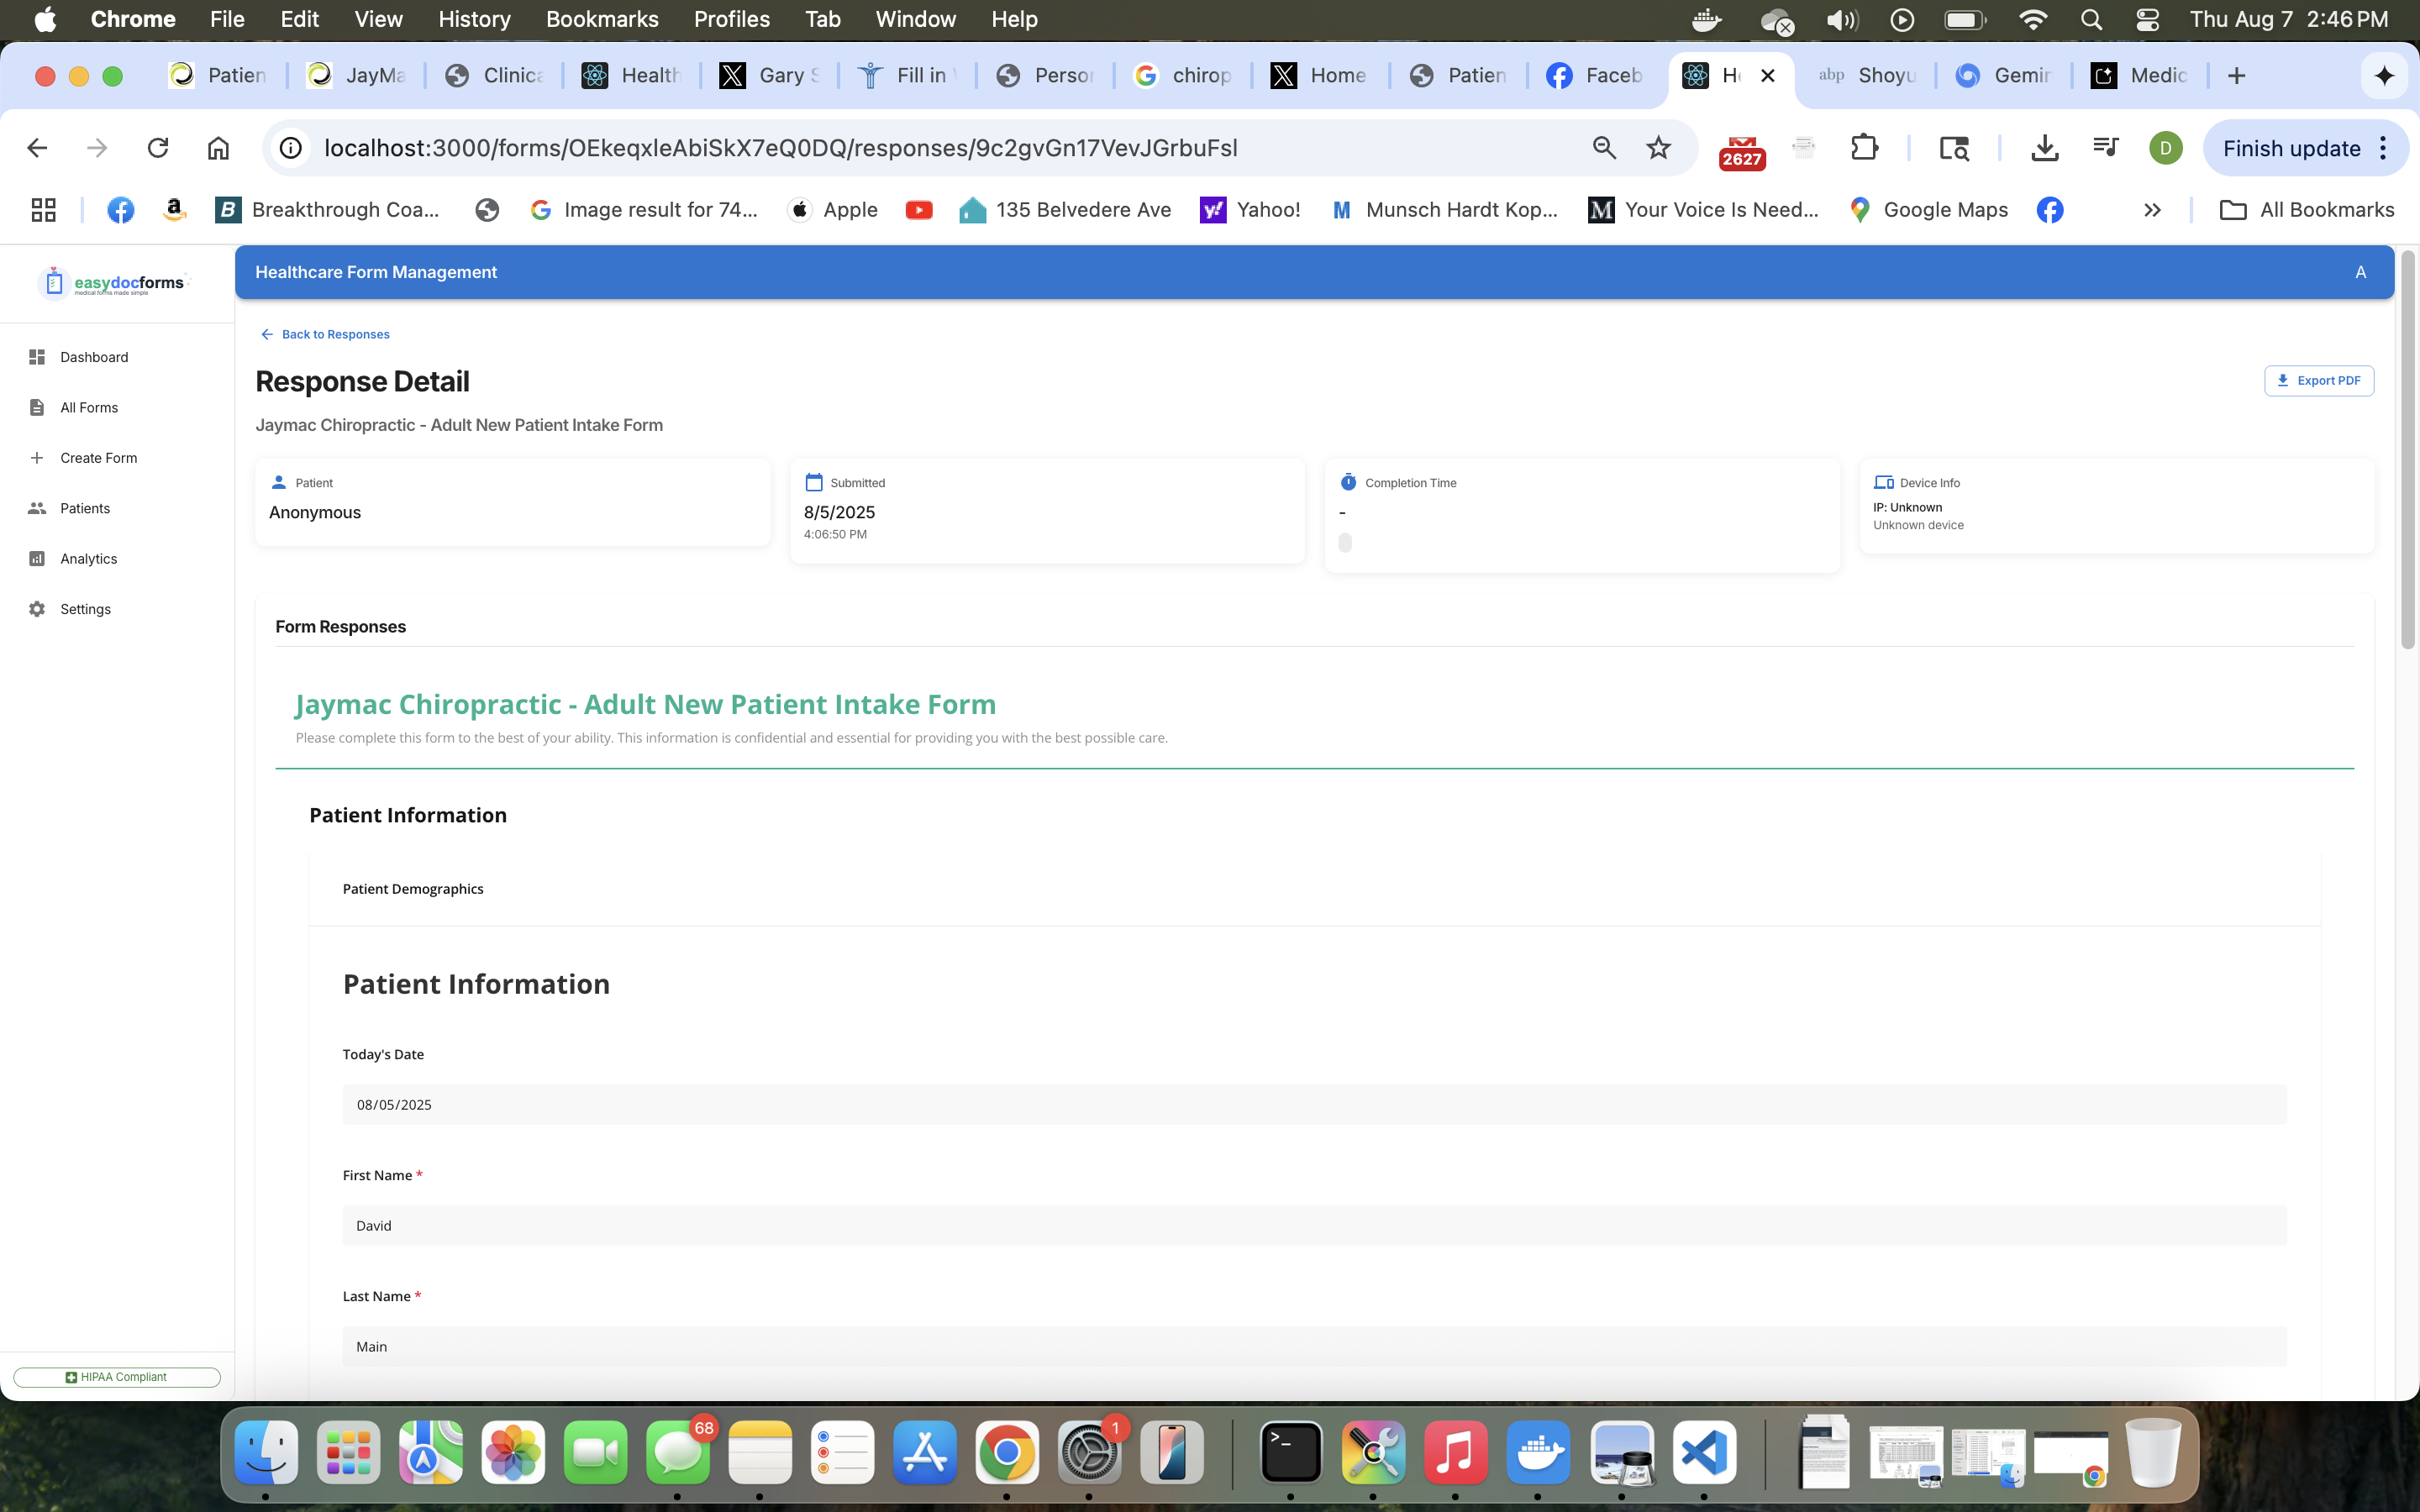 Chrome File Edit View History Bookmarks Profiles Tab Window Help Thu Aug 7 2:46 PM
Patien JayMa Clinica Health Gary S Fill in Person chirop Home Patien Faceb He abp Shoyu Gemin Medic
localhost:3000/forms/OEkeqxleAbiSkX7eQ0DQ/responses/9c2gvGn17VevJGrbuFsl 2627 D Finish update
B Breakthrough Coa... Image result for 74... Apple 135 Belvedere Ave Yahoo! Munsch Hardt Kop... Your Voice Is Need... Google Maps All Bookmarks
easydocforms
medical forms made simple
Healthcare Form Management A
Dashboard
All Forms
Create Form
Patients
Analytics
Settings
HIPAA Compliant
Back to Responses
Response Detail
Export PDF
Jaymac Chiropractic - Adult New Patient Intake Form
Patient
Anonymous
Submitted
8/5/2025
4:06:50 PM
Completion Time
-
Device Info
IP: Unknown
Unknown device
Form Responses
Jaymac Chiropractic - Adult New Patient Intake Form
Please complete this form to the best of your ability. This information is confidential and essential for providing you with the best possible care.
Patient Information
Patient Demographics
Patient Information
Today's Date
08/05/2025
First Name *
David
Last Name *
Main
68 1